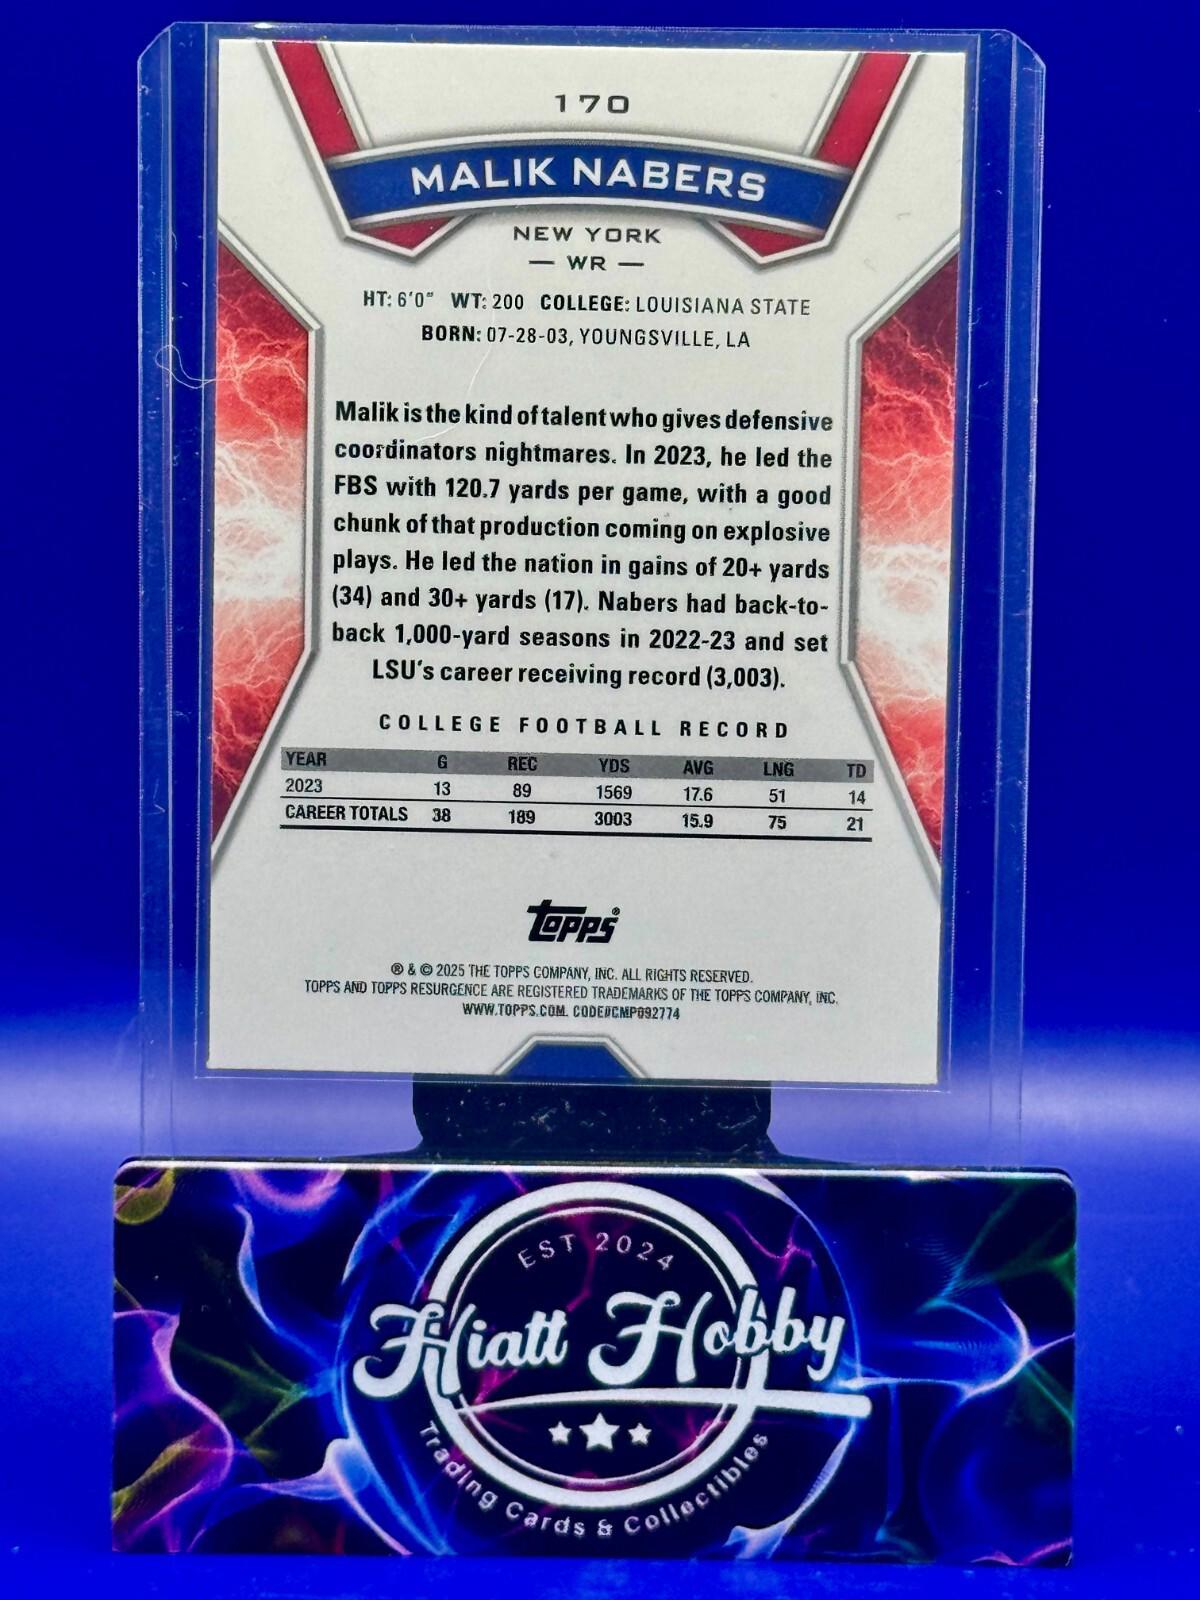 170
MALIK NABERS
NEW YORK
— WR —
HT: 6'0" WT: 200 COLLEGE: LOUISIANA STATE
BORN: 07-28-03, YOUNGSVILLE, LA
Malik is the kind of talent who gives defensive
coordinators nightmares. In 2023, he led the
FBS with 120.7 yards per game, with a good
chunk of that production coming on explosive
plays. He led the nation in gains of 20+ yards
(34) and 30+ yards (17). Nabers had back-to-
back 1,000-yard seasons in 2022-23 and set
LSU's career receiving record (3,003).
COLLEGE FOOTBALL RECORD
YEAR G REC YDS AVG LNG TD
2023 13 89 1569 17.6 51 14
CAREER TOTALS 38 189 3003 15.9 75 21
Topps®
® & © 2025 THE TOPPS COMPANY, INC. ALL RIGHTS RESERVED.
TOPPS AND TOPPS RESURGENCE ARE REGISTERED TRADEMARKS OF THE TOPPS COMPANY, INC.
WWW.TOPPS.COM. CODE#CMP092774
EST 2024
Hiatt Hobby
Trading Cards & Collectibles